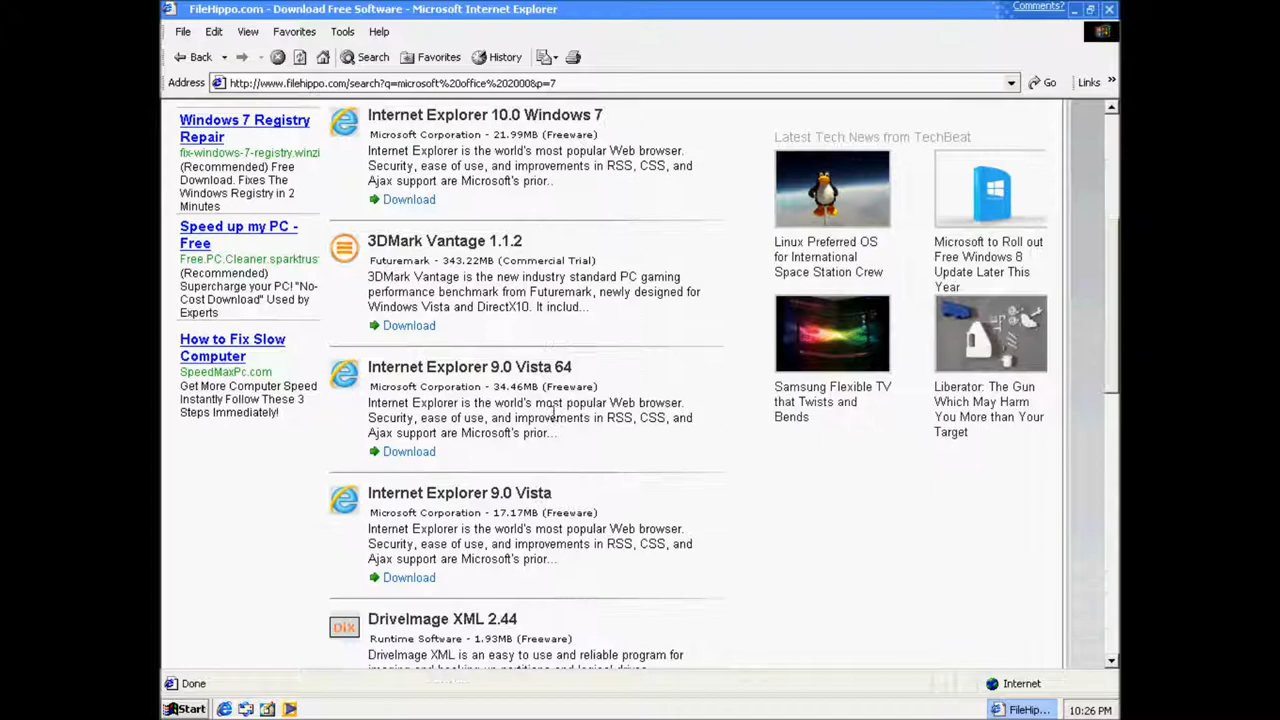 FileHippo.com - Download Free Software - Microsoft Internet Explorer
Comments?
File Edit View Favorites Tools Help
Back Search Favorites History
Address http://www.filehippo.com/search?q=microsoft%20office%202000&p=7 Go Links »
Windows 7 Registry
Repair
fix-windows-7-registry.winzi
(Recommended) Free
Download. Fixes The
Windows Registry in 2
Minutes
Speed up my PC -
Free
Free.PC.Cleaner.sparktrus
(Recommended)
Supercharge your PC! "No-
Cost Download" Used by
Experts
How to Fix Slow
Computer
SpeedMaxPc.com
Get More Computer Speed
Instantly Follow These 3
Steps Immediately!
Internet Explorer 10.0 Windows 7
Microsoft Corporation - 21.99MB (Freeware)
Internet Explorer is the world's most popular Web browser.
Security, ease of use, and improvements in RSS, CSS, and
Ajax support are Microsoft's prior..
Download
3DMark Vantage 1.1.2
Futuremark - 343.22MB (Commercial Trial)
3DMark Vantage is the new industry standard PC gaming
performance benchmark from Futuremark, newly designed for
Windows Vista and DirectX10. It includ...
Download
Internet Explorer 9.0 Vista 64
Microsoft Corporation - 34.46MB (Freeware)
Internet Explorer is the world's most popular Web browser.
Security, ease of use, and improvements in RSS, CSS, and
Ajax support are Microsoft's prior...
Download
Internet Explorer 9.0 Vista
Microsoft Corporation - 17.17MB (Freeware)
Internet Explorer is the world's most popular Web browser.
Security, ease of use, and improvements in RSS, CSS, and
Ajax support are Microsoft's prior...
Download
DIX
DriveImage XML 2.44
Runtime Software - 1.93MB (Freeware)
DriveImage XML is an easy to use and reliable program for
imaging and backing up partitions and logical drives
Latest Tech News from TechBeat
Linux Preferred OS
for International
Space Station Crew
Microsoft to Roll out
Free Windows 8
Update Later This
Year
Samsung Flexible TV
that Twists and
Bends
Liberator: The Gun
Which May Harm
You More than Your
Target
Done
Internet
Start
FileHip...
10:26 PM